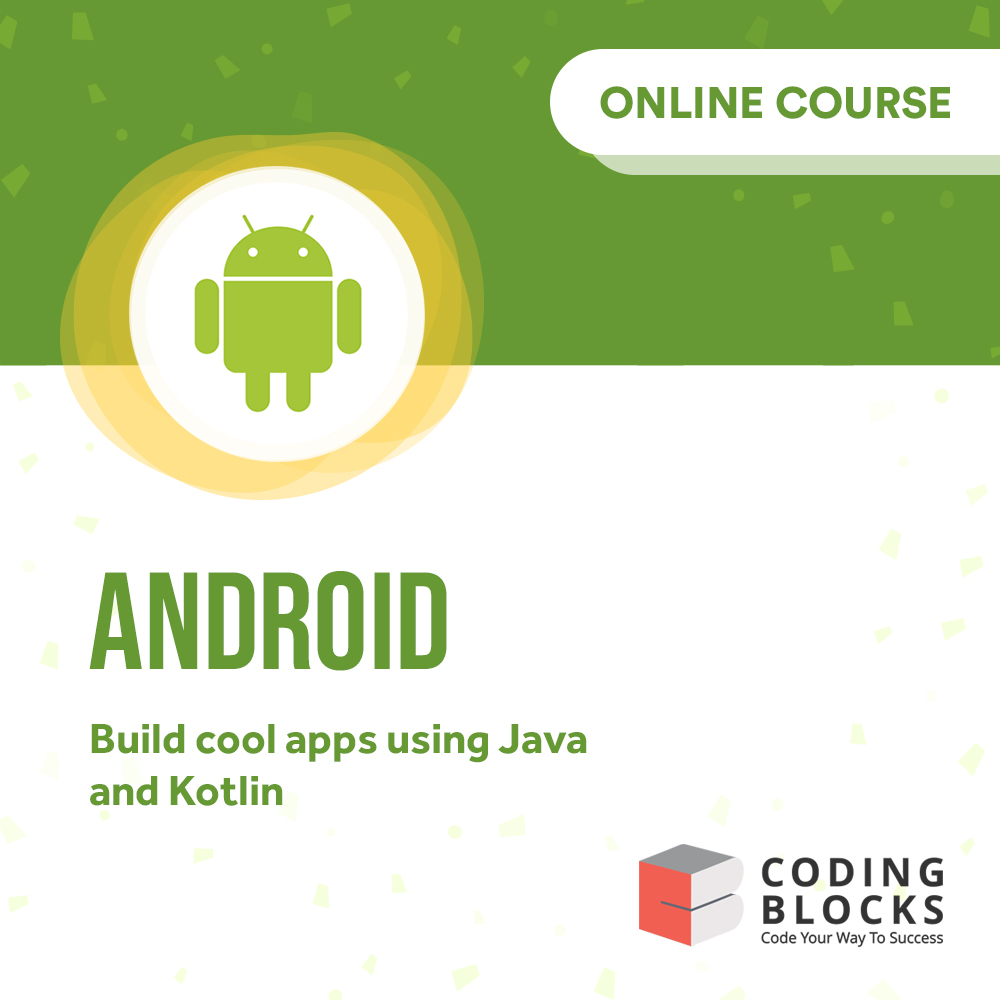 ONLINE COURSE
ANDROID
Build cool apps using Java
and Kotlin
CODING
BLOCKS
Code Your Way To Success